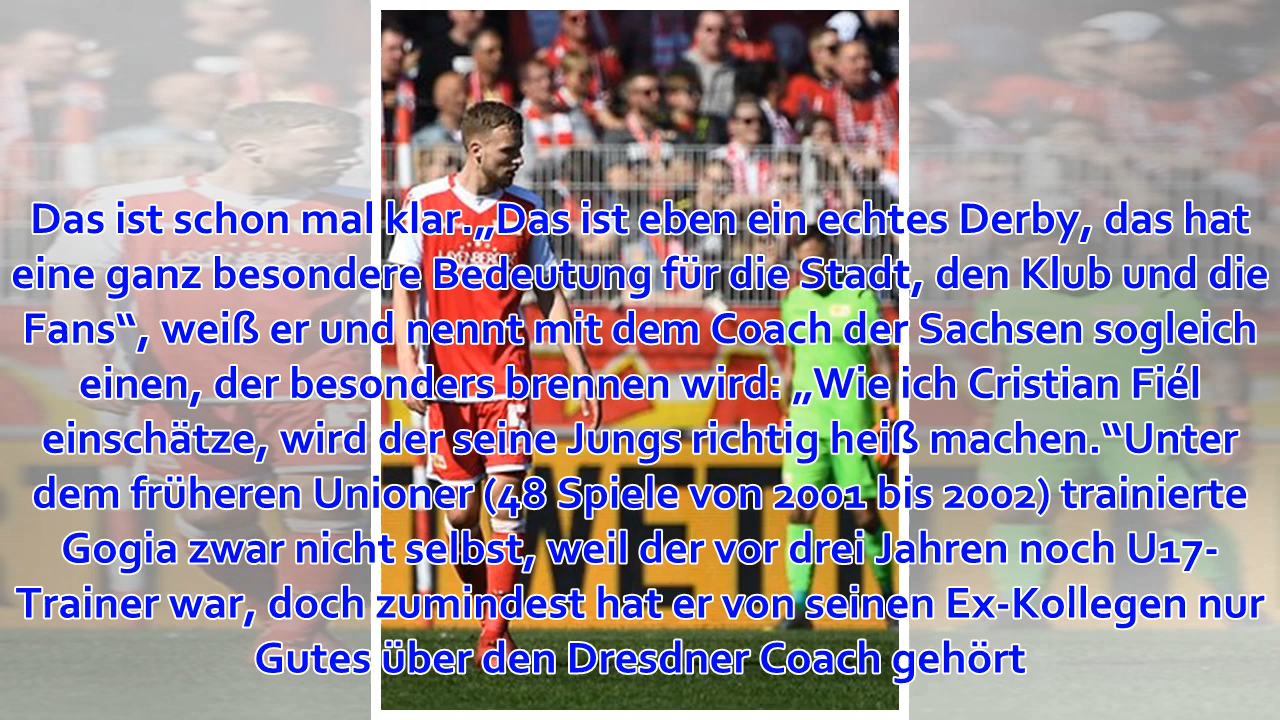 Das ist schon mal klar.„Das ist eben ein echtes Derby, das hat
eine ganz besondere Bedeutung für die Stadt, den Klub und die
Fans“, weiß er und nennt mit dem Coach der Sachsen sogleich
einen, der besonders brennen wird: „Wie ich Cristian Fiél
einschätze, wird der seine Jungs richtig heiß machen.“Unter
dem früheren Unioner (48 Spiele von 2001 bis 2002) trainierte
Gogia zwar nicht selbst, weil der vor drei Jahren noch U17-
Trainer war, doch zumindest hat er von seinen Ex-Kollegen nur
Gutes über den Dresdner Coach gehört